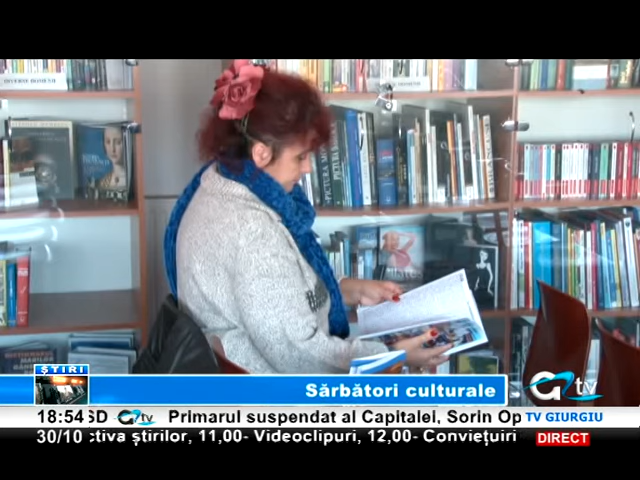 ȘTIRI
Sărbători culturale
G tv
18:54 SD Gtv Primarul suspendat al Capitalei, Sorin Op TV GIURGIU
30/10 ctiva știrilor, 11,00- Videoclipuri, 12,00- Conviețuiri DIRECT